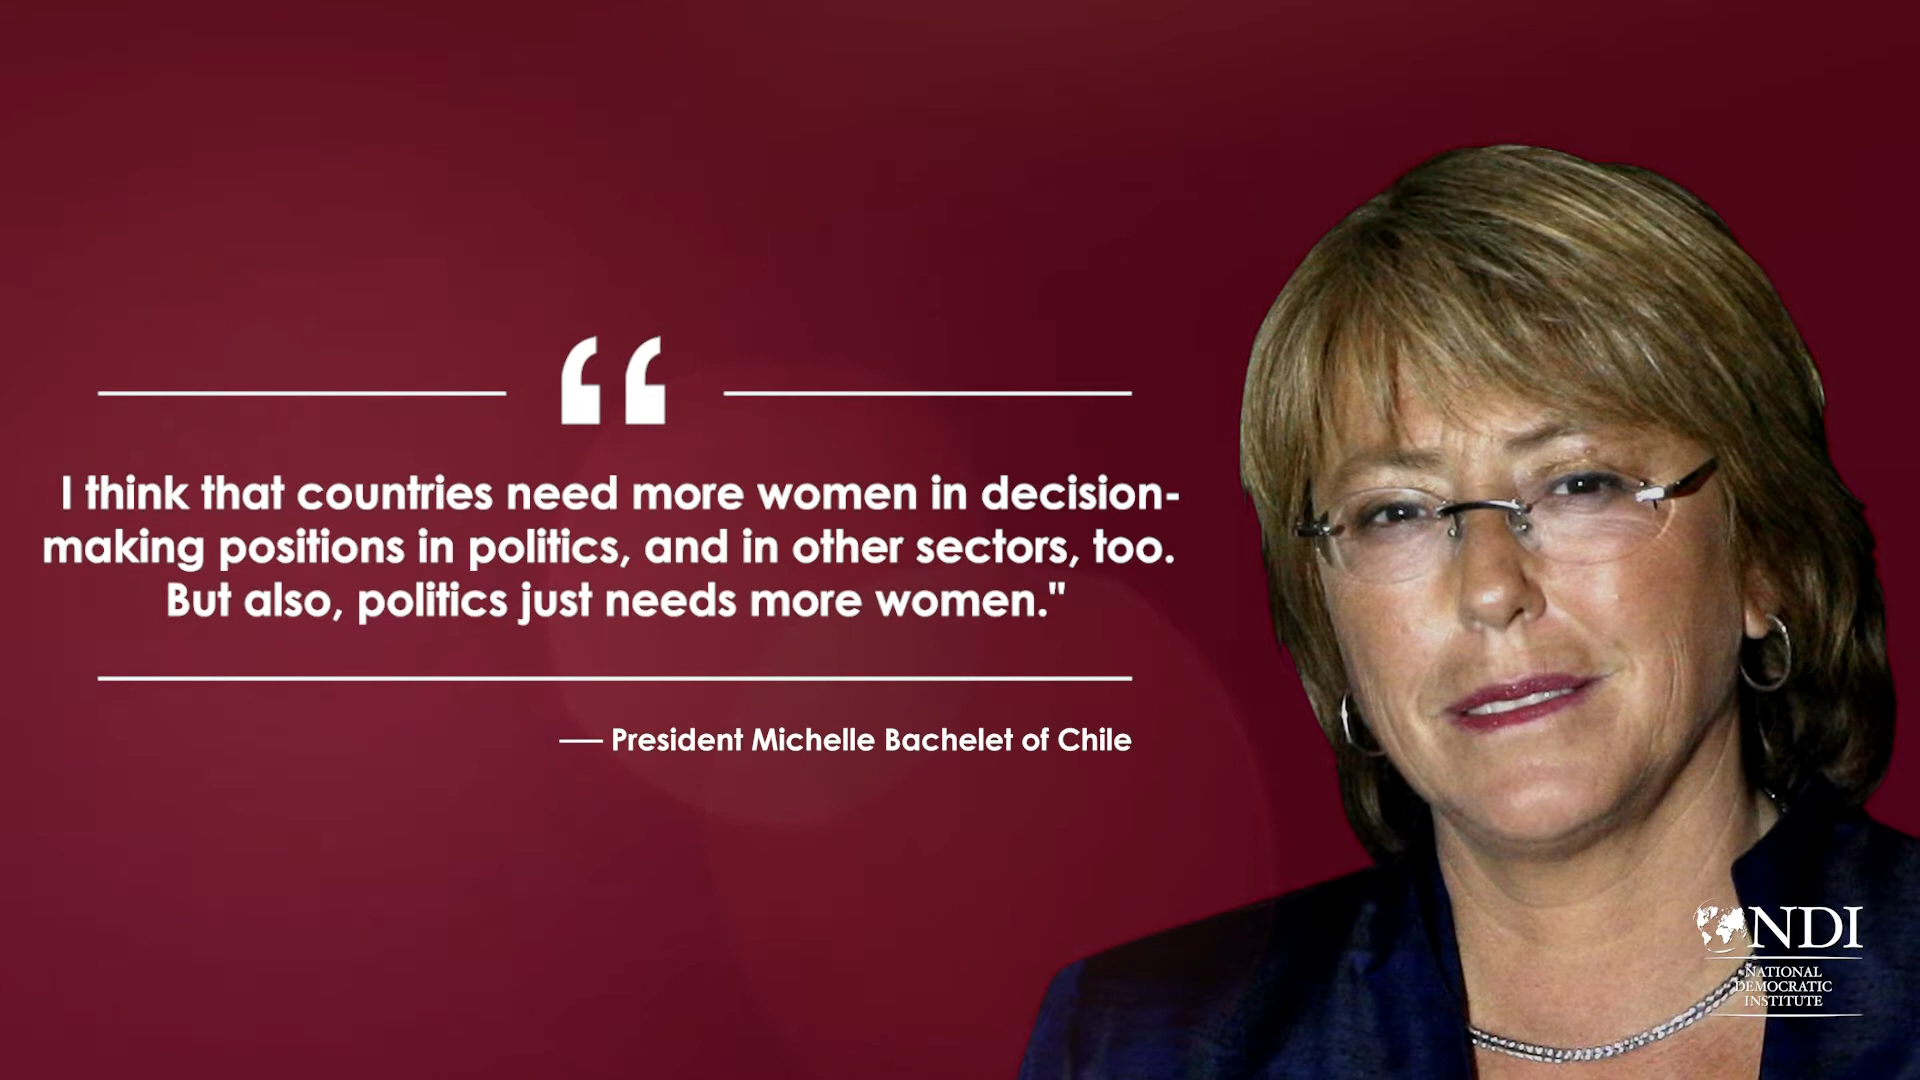 “
I think that countries need more women in decision-
making positions in politics, and in other sectors, too.
But also, politics just needs more women."
— President Michelle Bachelet of Chile
NDI
NATIONAL
DEMOCRATIC
INSTITUTE